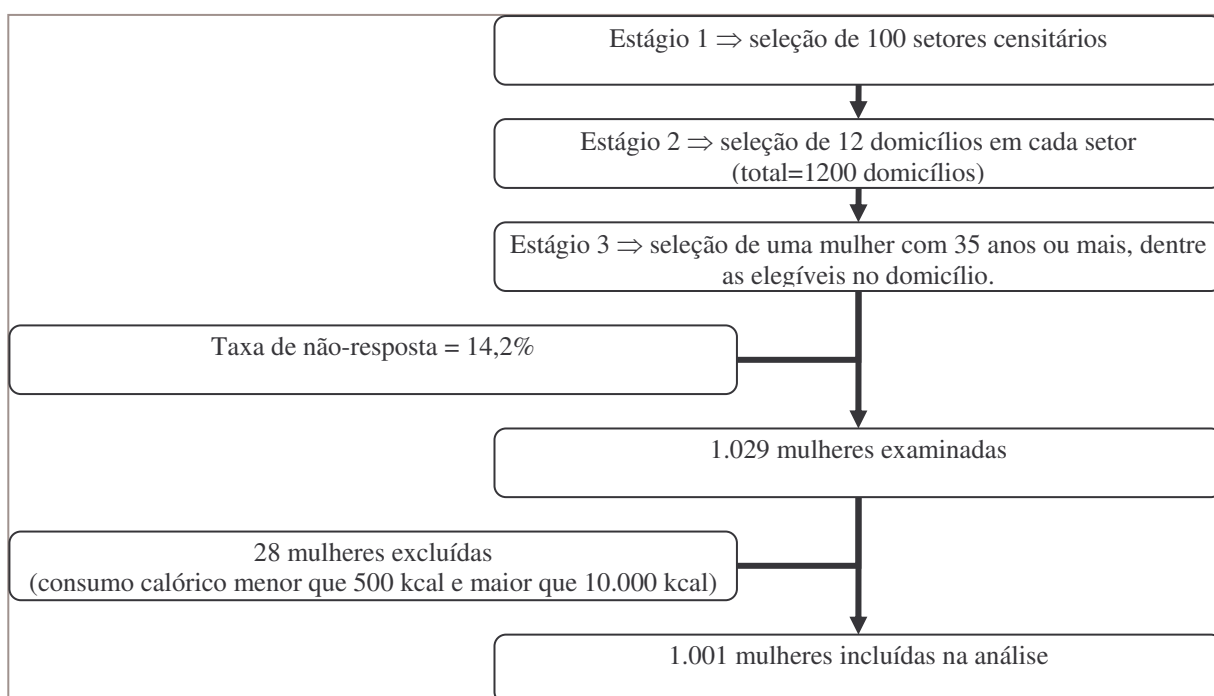 Estágio 1 ⇒ seleção de 100 setores censitários
Estágio 2 ⇒ seleção de 12 domicílios em cada setor
(total=1200 domicílios)
Estágio 3 ⇒ seleção de uma mulher com 35 anos ou mais, dentre
as elegíveis no domicílio.
Taxa de não-resposta = 14,2%
1.029 mulheres examinadas
28 mulheres excluídas
(consumo calórico menor que 500 kcal e maior que 10.000 kcal)
1.001 mulheres incluídas na análise